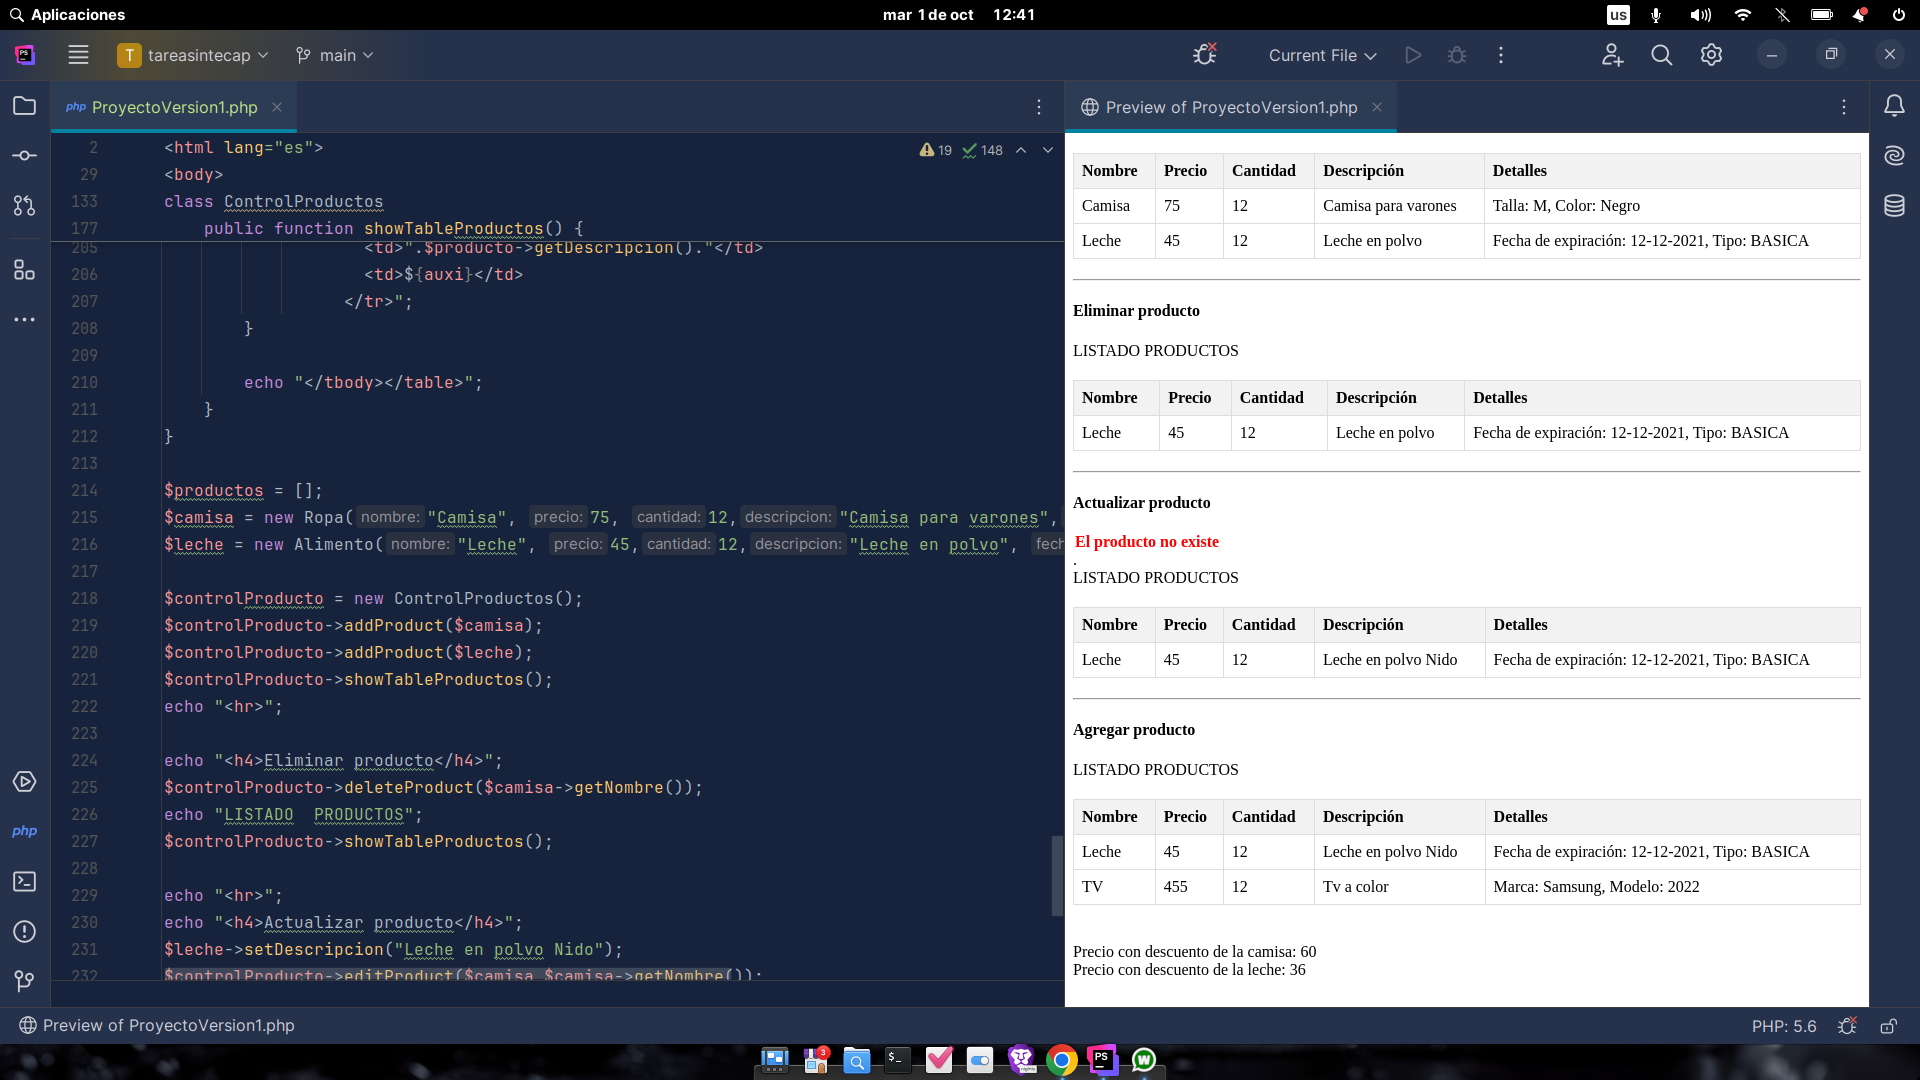 Aplicaciones
mar 1 de oct 12:41
us
PS
T tareasintecap
main
Current File
php ProyectoVersion1.php
Preview of ProyectoVersion1.php
19 148
2 <html lang="es">
29 <body>
133 class ControlProductos
177 public function showTableProductos() {
205 <td>".$producto->getDescripcion()."</td>
206 <td>${auxi}</td>
207 </tr>";
208 }
209
210 echo "</tbody></table>";
211 }
212 }
213
214 $productos = [];
215 $camisa = new Ropa( nombre: "Camisa", precio: 75, cantidad: 12, descripcion: "Camisa para varones",
216 $leche = new Alimento( nombre: "Leche", precio: 45, cantidad: 12, descripcion: "Leche en polvo", fech
217
218 $controlProducto = new ControlProductos();
219 $controlProducto->addProduct($camisa);
220 $controlProducto->addProduct($leche);
221 $controlProducto->showTableProductos();
222 echo "<hr>";
223
224 echo "<h4>Eliminar producto</h4>";
225 $controlProducto->deleteProduct($camisa->getNombre());
226 echo "LISTADO  PRODUCTOS";
227 $controlProducto->showTableProductos();
228
229 echo "<hr>";
230 echo "<h4>Actualizar producto</h4>";
231 $leche->setDescripcion("Leche en polvo Nido");
232 $controlProducto->editProduct($camisa,$camisa->getNombre());
Nombre Precio Cantidad Descripción Detalles
Camisa 75 12 Camisa para varones Talla: M, Color: Negro
Leche 45 12 Leche en polvo Fecha de expiración: 12-12-2021, Tipo: BASICA
Eliminar producto
LISTADO PRODUCTOS
Nombre Precio Cantidad Descripción Detalles
Leche 45 12 Leche en polvo Fecha de expiración: 12-12-2021, Tipo: BASICA
Actualizar producto
El producto no existe
.
LISTADO PRODUCTOS
Nombre Precio Cantidad Descripción Detalles
Leche 45 12 Leche en polvo Nido Fecha de expiración: 12-12-2021, Tipo: BASICA
Agregar producto
LISTADO PRODUCTOS
Nombre Precio Cantidad Descripción Detalles
Leche 45 12 Leche en polvo Nido Fecha de expiración: 12-12-2021, Tipo: BASICA
TV 455 12 Tv a color Marca: Samsung, Modelo: 2022
Precio con descuento de la camisa: 60
Precio con descuento de la leche: 36
php
Preview of ProyectoVersion1.php
PHP: 5.6
3
$_
nightly
PS
W